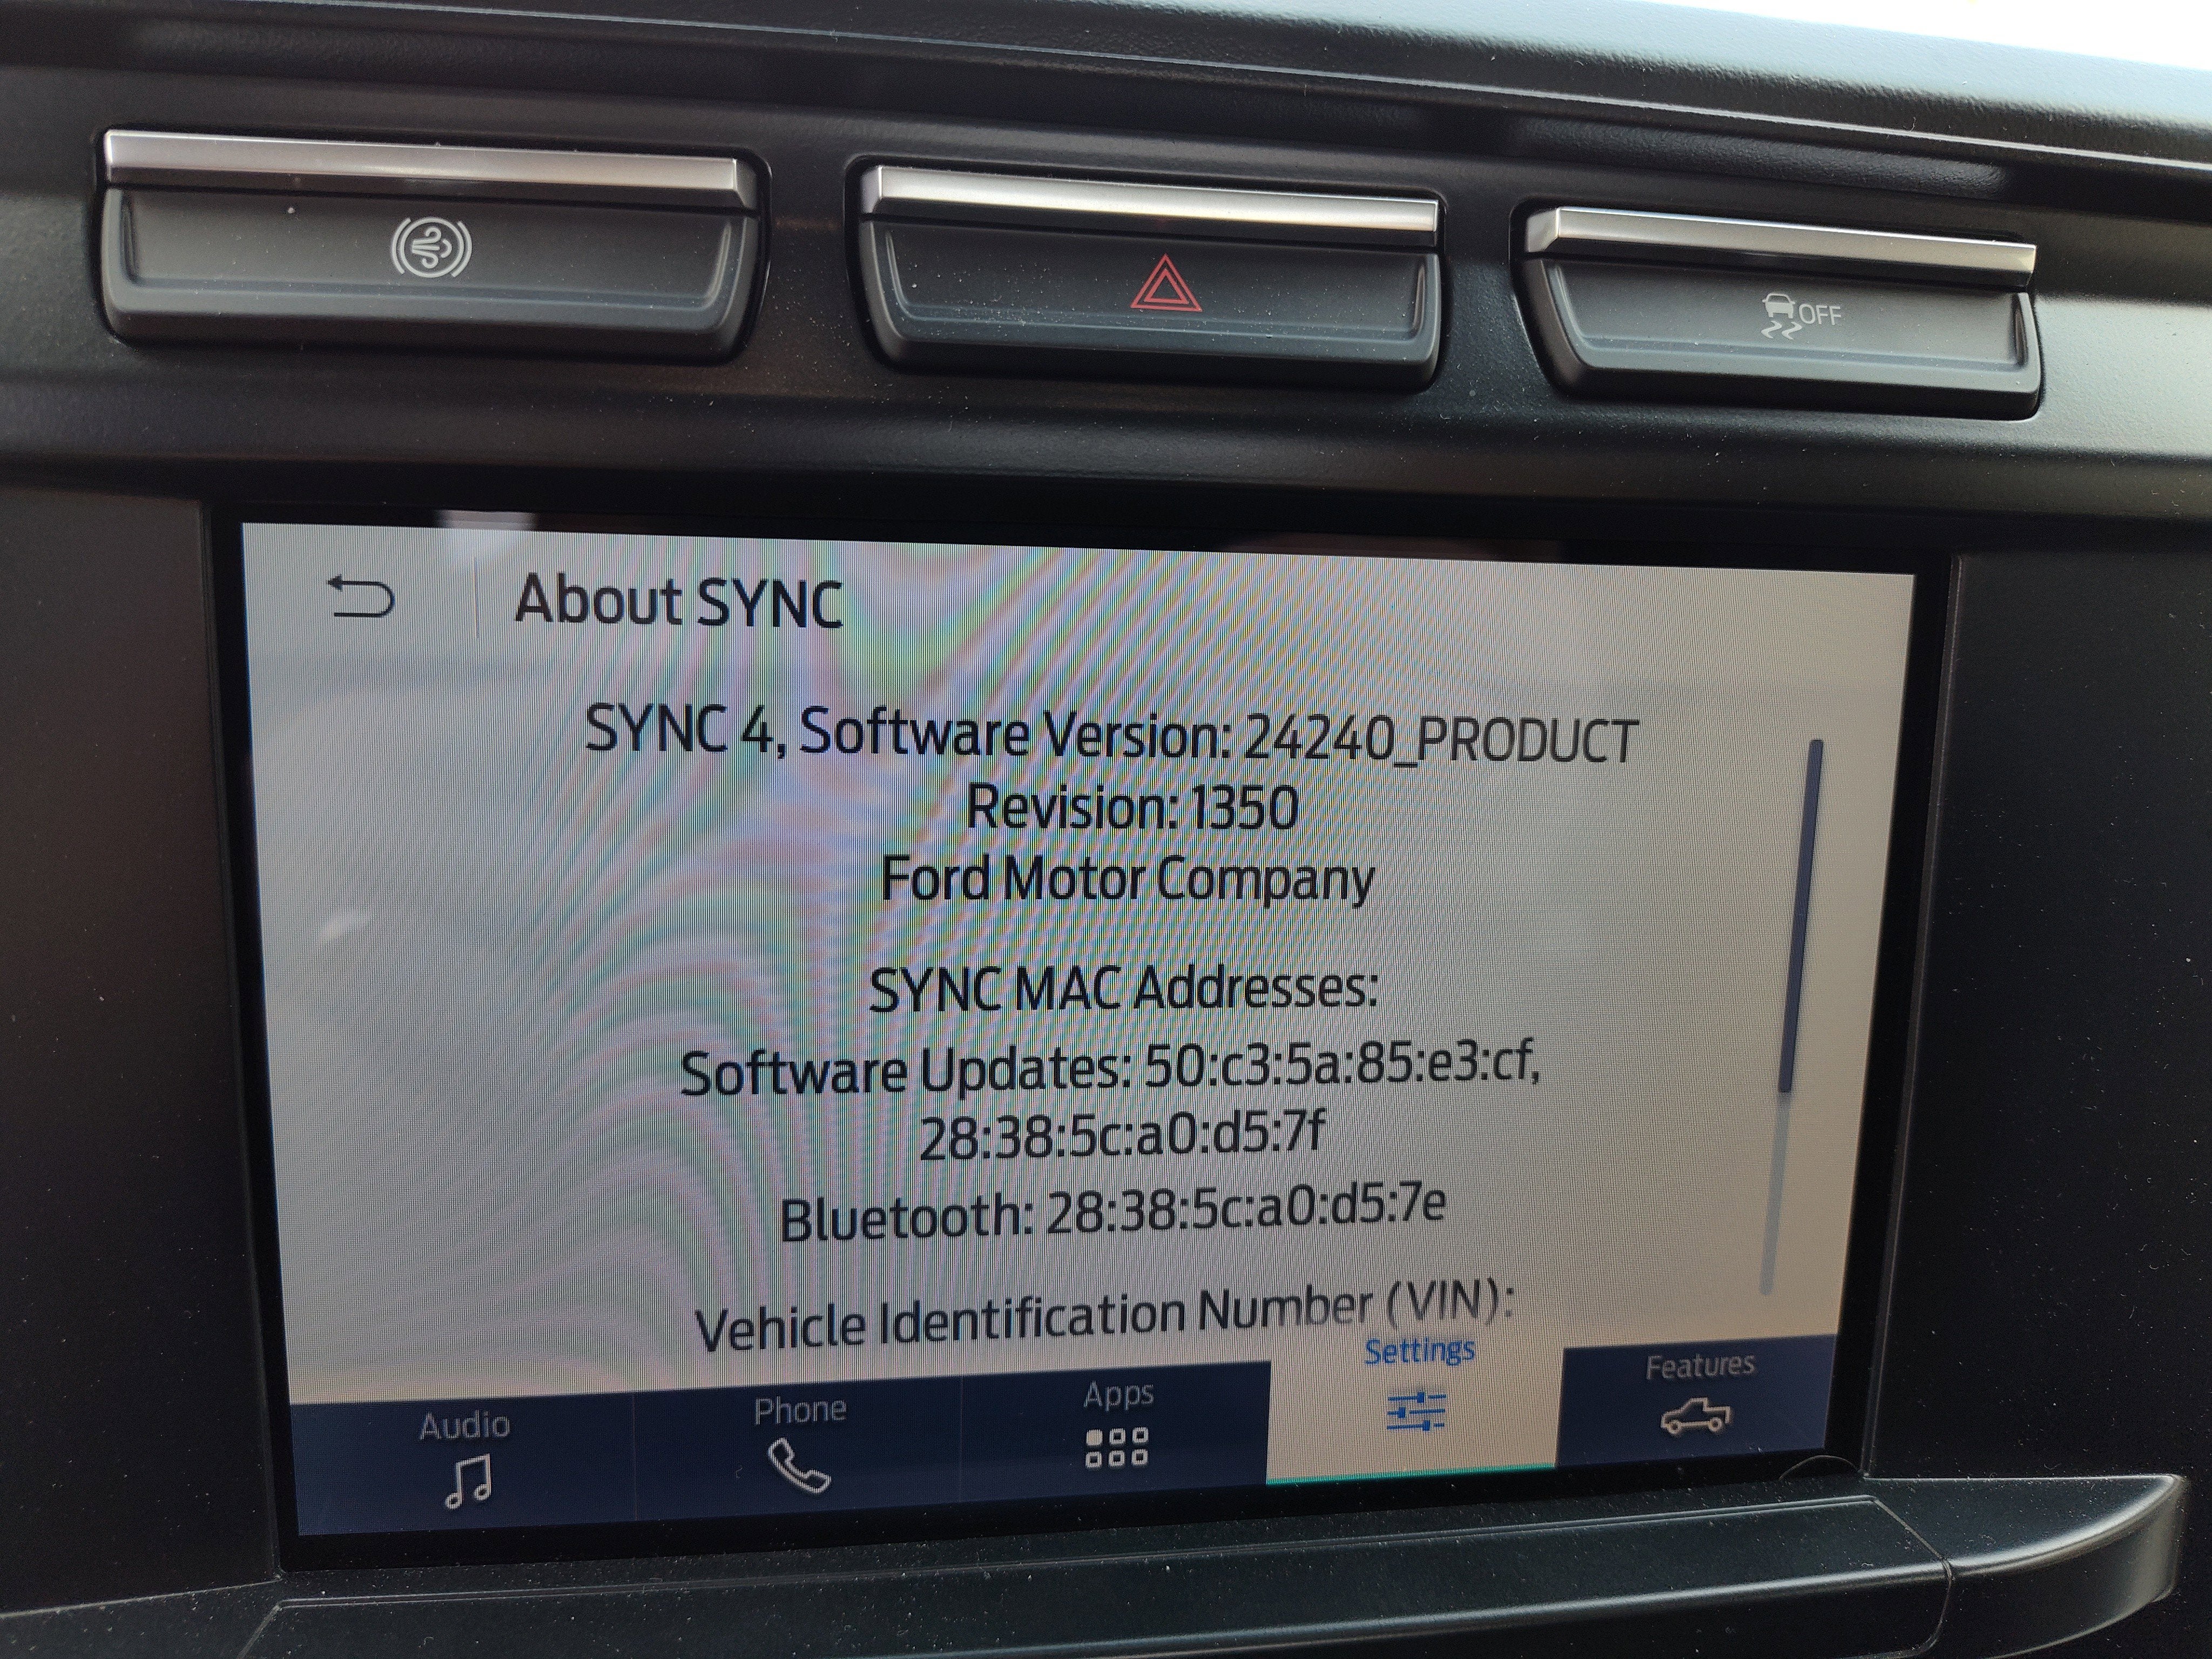 OFF
About SYNC
SYNC 4, Software Version: 24240_PRODUCT
Revision: 1350
Ford Motor Company
SYNC MAC Addresses:
Software Updates: 50:c3:5a:85:e3:cf,
28:38:5c:a0:d5:7f
Bluetooth: 28:38:5c:a0:d5:7e
Vehicle Identification Number (VIN):
Audio
Phone
Apps
Settings
Features